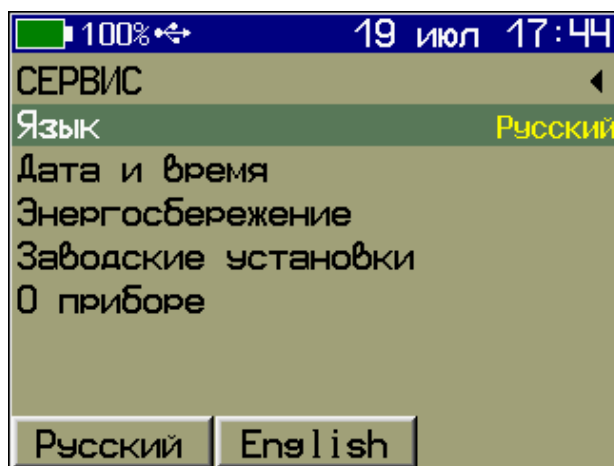 100% 19 июл 17:44
СЕРВИС
Язык Русский
Дата и время
Энергосбережение
Заводские установки
О приборе
Русский English